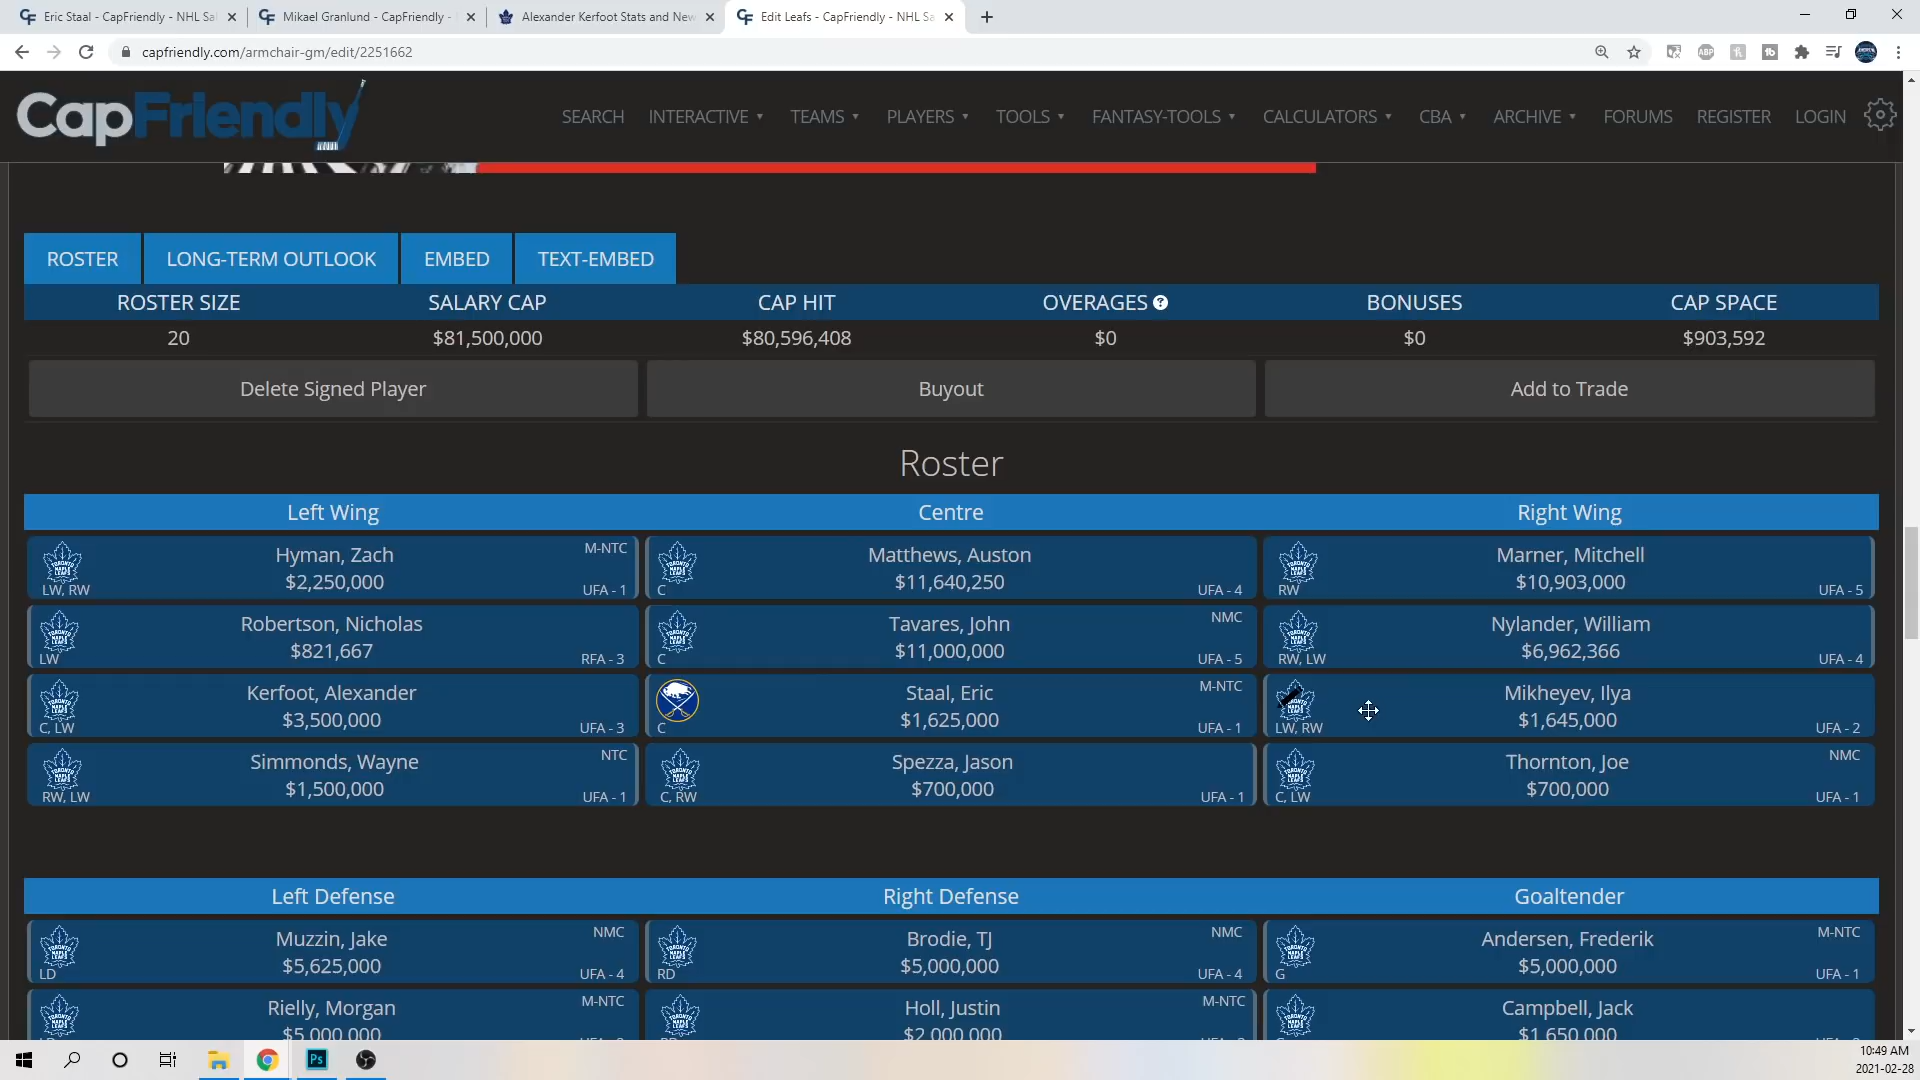 Eric Staal - CapFriendly - NHL Sal
Mikael Granlund - CapFriendly -
Alexander Kerfoot Stats and New
Edit Leafs - CapFriendly - NHL Sa
capfriendly.com/armchair-gm/edit/2251662
CapFriendly
SEARCH INTERACTIVE TEAMS PLAYERS TOOLS FANTASY-TOOLS CALCULATORS CBA ARCHIVE FORUMS REGISTER LOGIN
ROSTER LONG-TERM OUTLOOK EMBED TEXT-EMBED
ROSTER SIZE SALARY CAP CAP HIT OVERAGES ? BONUSES CAP SPACE
20 $81,500,000 $80,596,408 $0 $0 $903,592
Delete Signed Player Buyout Add to Trade
Roster
Left Wing Centre Right Wing
Hyman, Zach M-NTC
$2,250,000
LW, RW UFA - 1
Matthews, Auston
$11,640,250
C UFA - 4
Marner, Mitchell
$10,903,000
RW UFA - 5
Robertson, Nicholas
$821,667
LW RFA - 3
Tavares, John NMC
$11,000,000
C UFA - 5
Nylander, William
$6,962,366
RW, LW UFA - 4
Kerfoot, Alexander
$3,500,000
C, LW UFA - 3
Staal, Eric M-NTC
$1,625,000
C UFA - 1
Mikheyev, Ilya
$1,645,000
LW, RW UFA - 2
Simmonds, Wayne NTC
$1,500,000
RW, LW UFA - 1
Spezza, Jason
$700,000
C, RW UFA - 1
Thornton, Joe NMC
$700,000
C, LW UFA - 1
Left Defense Right Defense Goaltender
Muzzin, Jake NMC
$5,625,000
LD UFA - 4
Brodie, TJ NMC
$5,000,000
RD UFA - 4
Andersen, Frederik M-NTC
$5,000,000
G UFA - 1
Rielly, Morgan M-NTC
$5,000,000
Holl, Justin M-NTC
$2,000,000
Campbell, Jack
$1,650,000
10:49 AM
2021-02-28